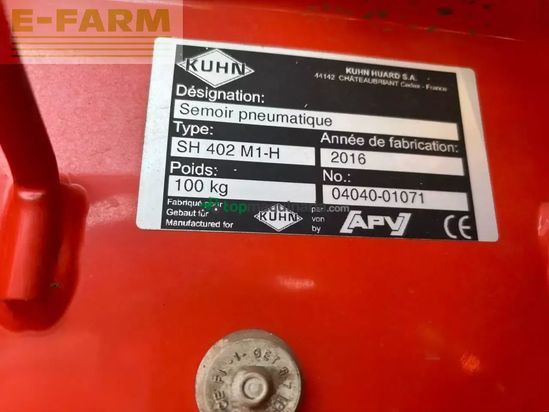 E-FARM
KUHN
KUHN HUARD S.A.
44142 CHÂTEAUBRIANT Cedex - France
Désignation:
Semoir pneumatique
Type:
SH 402 M1-H
Année de fabrication:
2016
Poids:
100 kg
No.:
04040-01071
Fabriqué pour
Gebaut für
Manufactured for
KUHN
par
von
by
APV
CE